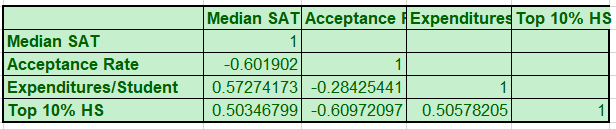 Median SAT Acceptance Expenditures Top 10% HS
Median SAT 1
Acceptance Rate -0.601902 1
Expenditures/Student 0.57274173 -0.28425441 1
Top 10% HS 0.50346799 -0.60972097 0.50578205 1